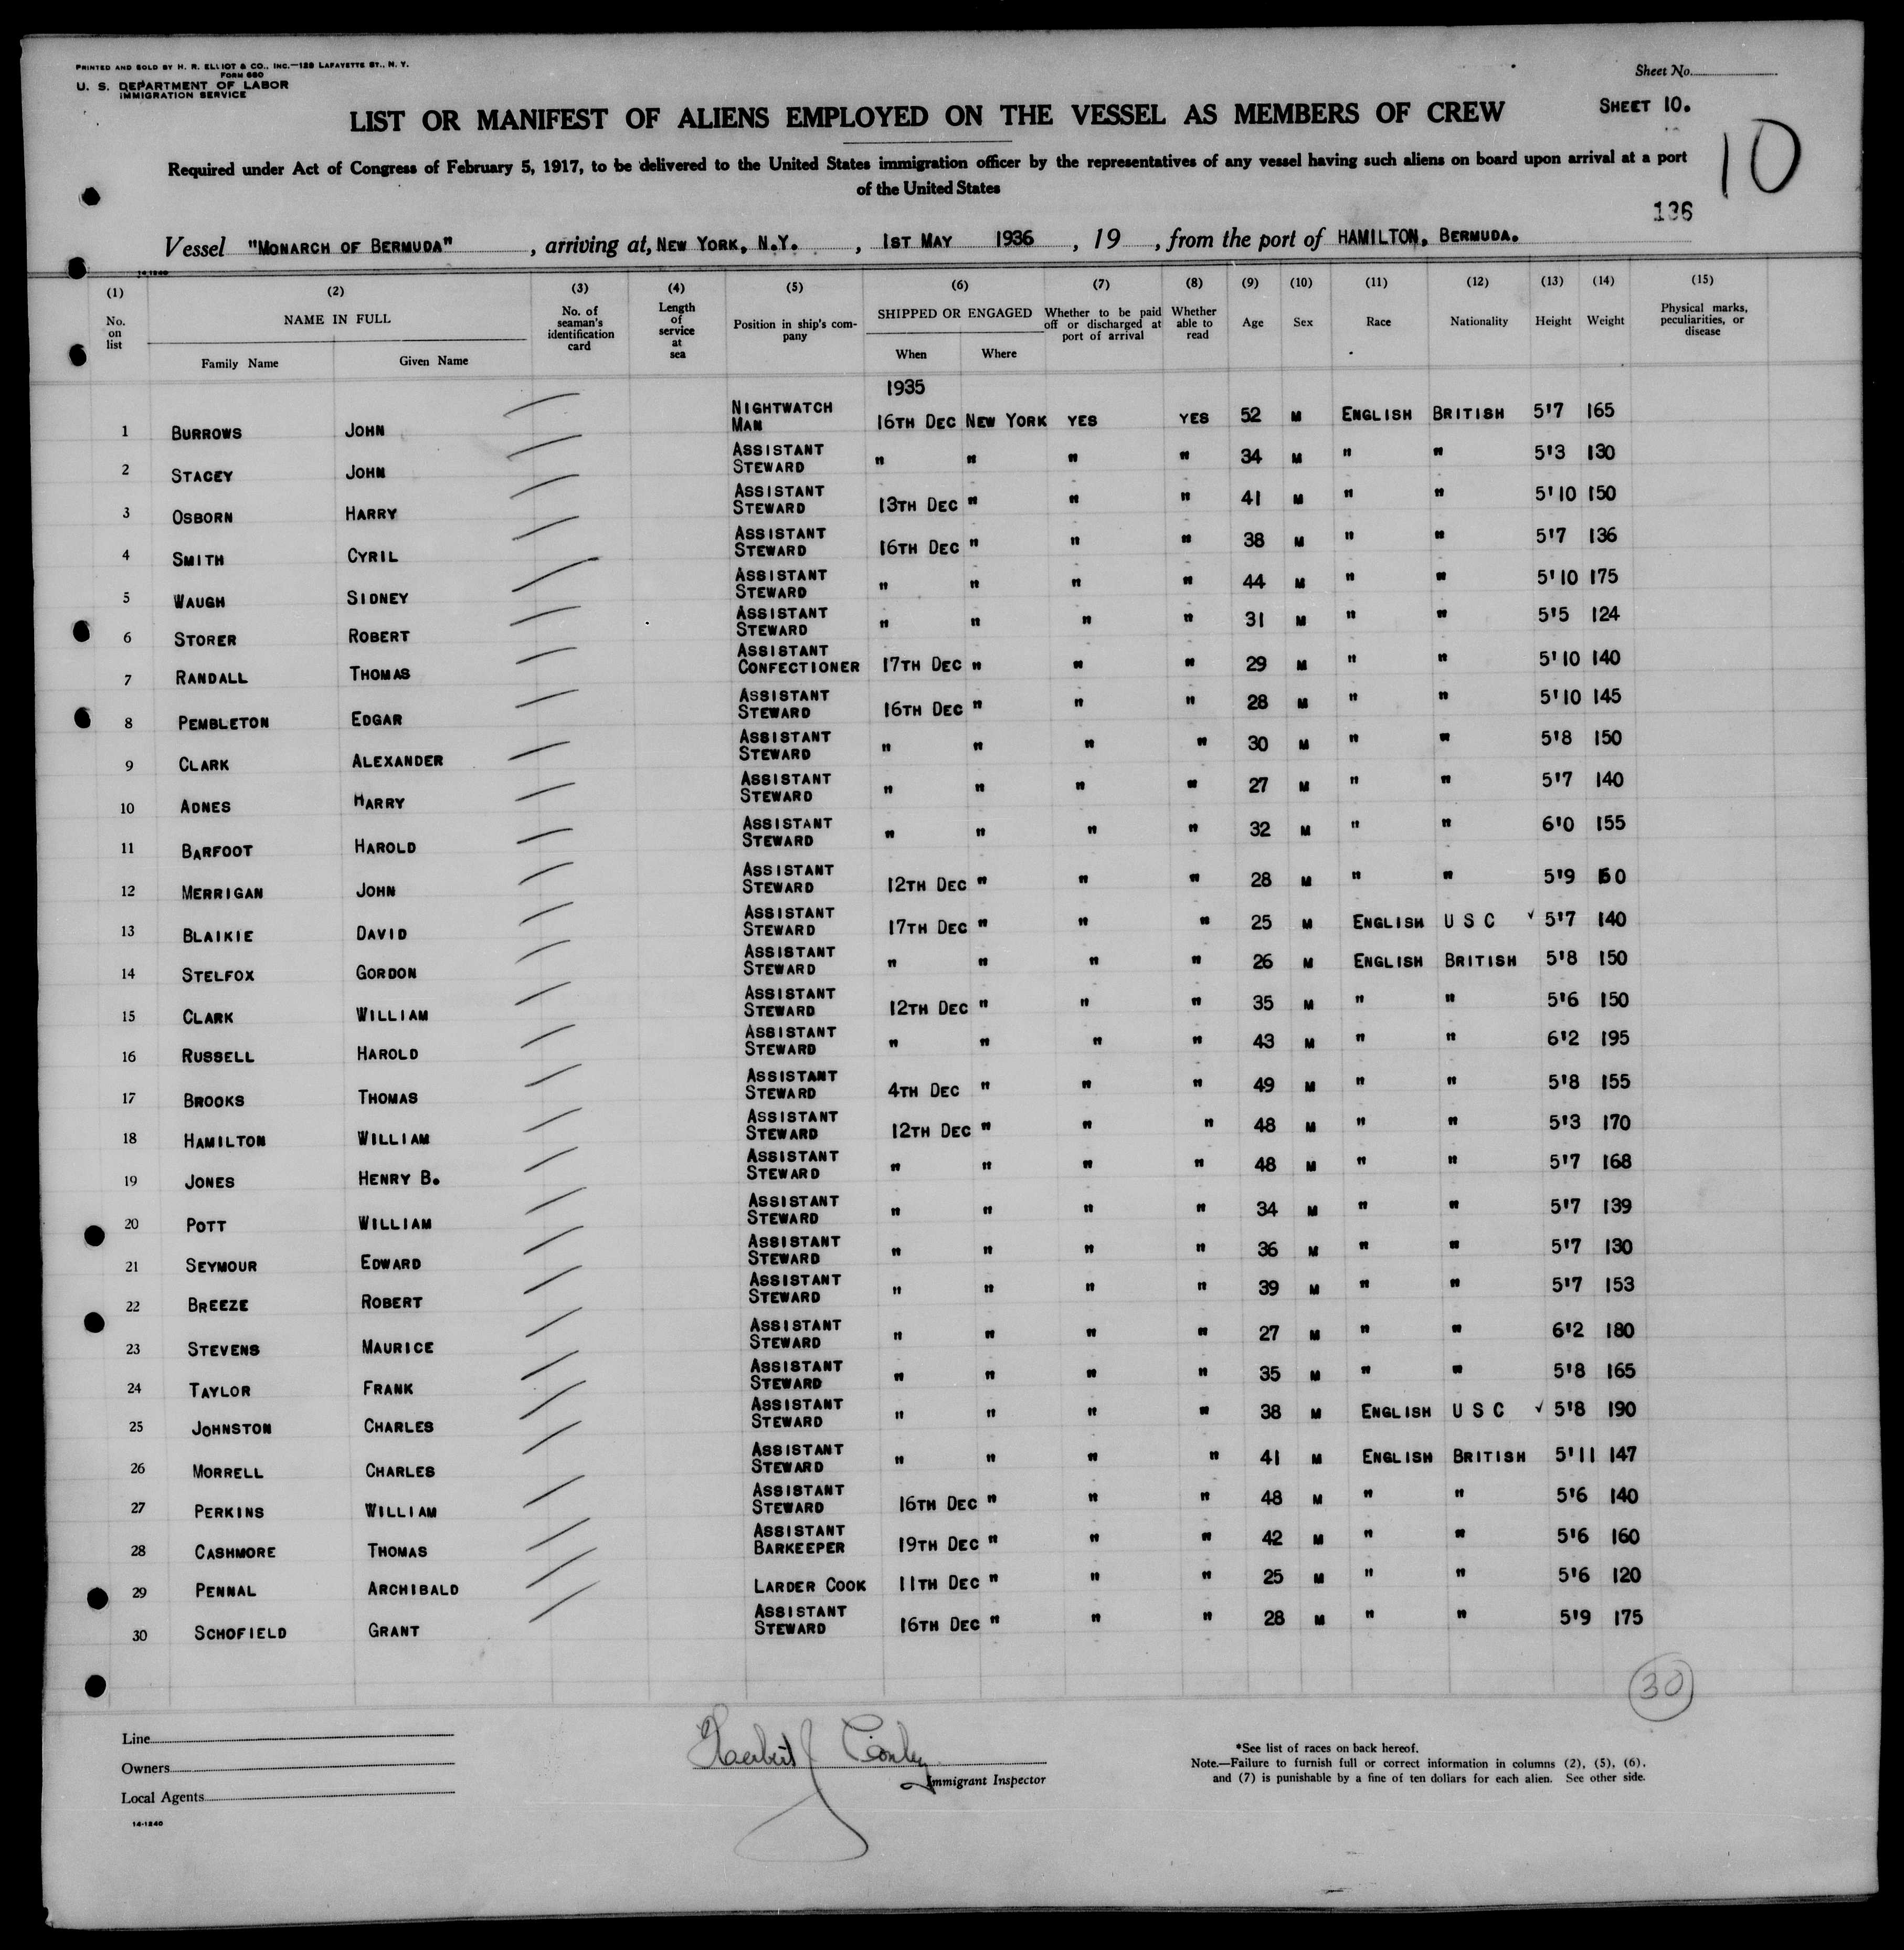 PRINTED AND SOLD BY H. R. ELLIOT & CO., INC.—129 LAFAYETTE ST., N. Y.
FORM 680
U. S. DEPARTMENT OF LABOR
IMMIGRATION SERVICE
Sheet No.
SHEET 10.
10
LIST OR MANIFEST OF ALIENS EMPLOYED ON THE VESSEL AS MEMBERS OF CREW
Required under Act of Congress of February 5, 1917, to be delivered to the United States immigration officer by the representatives of any vessel having such aliens on board upon arrival at a port
of the United States
136
Vessel "MONARCH OF BERMUDA", arriving at, NEW YORK, N.Y., 1ST MAY 1936, 19, from the port of HAMILTON, BERMUDA.
14-1240
(1) (2) (3) (4) (5) (6) (7) (8) (9) (10) (11) (12) (13) (14) (15)
No. on list NAME IN FULL Family Name Given Name No. of seaman's identification card Length of service at sea Position in ship's company SHIPPED OR ENGAGED When Where Whether to be paid off or discharged at port of arrival Whether able to read Age Sex Race Nationality Height Weight Physical marks, peculiarities, or disease
1935
1 BURROWS JOHN NIGHTWATCH MAN 16TH DEC NEW YORK YES YES 52 M ENGLISH BRITISH 5'7 165
2 STACEY JOHN ASSISTANT STEWARD " " " " 34 M " " 5'3 130
3 OSBORN HARRY ASSISTANT STEWARD 13TH DEC " " " 41 M " " 5'10 150
4 SMITH CYRIL ASSISTANT STEWARD 16TH DEC " " " 38 M " " 5'7 136
5 WAUGH SIDNEY ASSISTANT STEWARD " " " " 44 M " " 5'10 175
6 STORER ROBERT ASSISTANT STEWARD " " " " 31 M " " 5'5 124
7 RANDALL THOMAS ASSISTANT CONFECTIONER 17TH DEC " " " 29 M " " 5'10 140
8 PEMBLETON EDGAR ASSISTANT STEWARD 16TH DEC " " " 28 M " " 5'10 145
9 CLARK ALEXANDER ASSISTANT STEWARD " " " " 30 M " " 5'8 150
10 ADNES HARRY ASSISTANT STEWARD " " " " 27 M " " 5'7 140
11 BARFOOT HAROLD ASSISTANT STEWARD " " " " 32 M " " 6'0 155
12 MERRIGAN JOHN ASSISTANT STEWARD 12TH DEC " " " 28 M " " 5'9
13 BLAIKIE DAVID ASSISTANT STEWARD 17TH DEC " " " 25 M ENGLISH U S C ✓ 5'7 140
14 STELFOX GORDON ASSISTANT STEWARD " " " " 26 M ENGLISH BRITISH 5'8 150
15 CLARK WILLIAM ASSISTANT STEWARD 12TH DEC " " " 35 M " " 5'6 150
16 RUSSELL HAROLD ASSISTANT STEWARD " " " " 43 M " " 6'2 195
17 BROOKS THOMAS ASSISTANT STEWARD 4TH DEC " " " 49 M " " 5'8 155
18 HAMILTON WILLIAM ASSISTANT STEWARD 12TH DEC " " " 48 M " " 5'3 170
19 JONES HENRY B. ASSISTANT STEWARD " " " " 48 M " " 5'7 168
20 POTT WILLIAM ASSISTANT STEWARD " " " " 34 M " " 5'7 139
21 SEYMOUR EDWARD ASSISTANT STEWARD " " " " 36 M " " 5'7 130
22 BREEZE ROBERT ASSISTANT STEWARD " " " " 39 M " " 5'7 153
23 STEVENS MAURICE ASSISTANT STEWARD " " " " 27 M " " 6'2 180
24 TAYLOR FRANK ASSISTANT STEWARD " " " " 35 M " " 5'8 165
25 JOHNSTON CHARLES ASSISTANT STEWARD " " " " 38 M ENGLISH U S C ✓ 5'8 190
26 MORRELL CHARLES ASSISTANT STEWARD " " " " 41 M ENGLISH BRITISH 5'11 147
27 PERKINS WILLIAM ASSISTANT STEWARD 16TH DEC " " " 48 M " " 5'6 140
28 CASHMORE THOMAS ASSISTANT BARKEEPER 19TH DEC " " " 42 M " " 5'6 160
29 PENNAL ARCHIBALD LARDER COOK 11TH DEC " " " 25 M " " 5'6 120
30 SCHOFIELD GRANT ASSISTANT STEWARD 16TH DEC " " " 28 M " " 5'9 175
30
Line
Owners
Local Agents
14-1240
Immigrant Inspector
*See list of races on back hereof.
Note.—Failure to furnish full or correct information in columns (2), (5), (6),
and (7) is punishable by a fine of ten dollars for each alien. See other side.